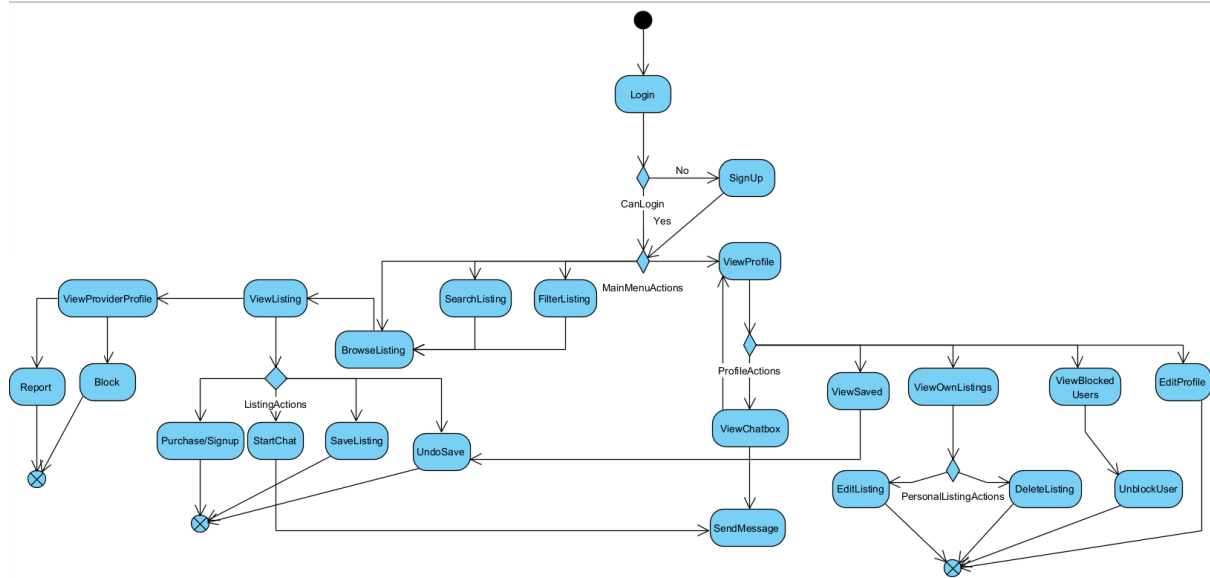 Login
No
SignUp
CanLogin
Yes
ViewProfile
MainMenuActions
ViewProviderProfile
ViewListing
SearchListing
FilterListing
BrowseListing
Report
Block
ListingActions
ProfileActions
ViewSaved
ViewOwnListings
ViewBlocked
Users
EditProfile
Purchase/Signup
StartChat
SaveListing
UndoSave
ViewChatbox
EditListing
PersonalListingActions
DeleteListing
UnblockUser
SendMessage